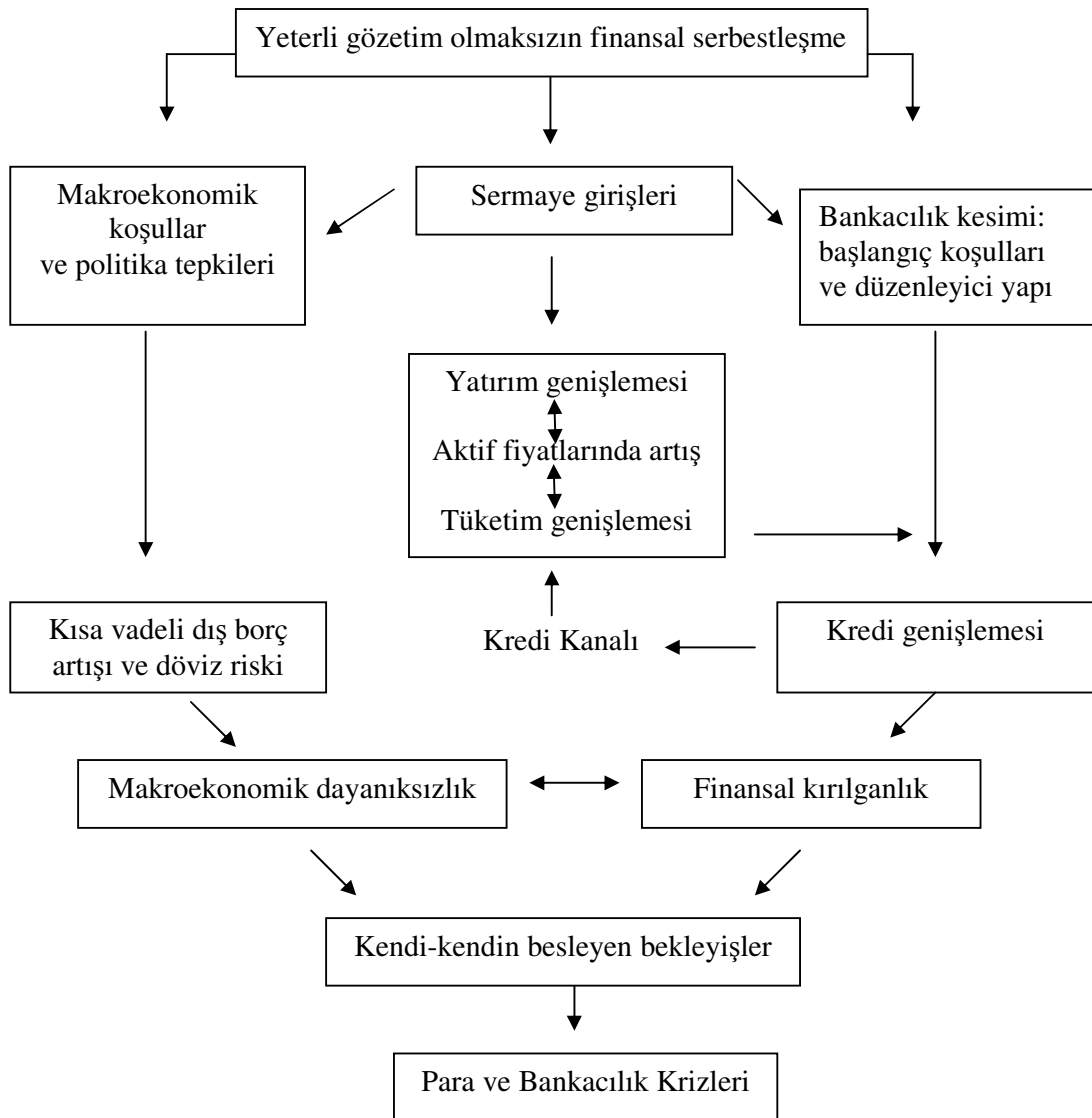 Yeterli gözetim olmaksızın finansal serbestleşme
Makroekonomik
koşullar
ve politika tepkileri
Sermaye girişleri
Bankacılık kesimi:
başlangıç koşulları
ve düzenleyici yapı
Yatırım genişlemesi
Aktif fiyatlarında artış
Tüketim genişlemesi
Kısa vadeli dış borç
artışı ve döviz riski
Kredi Kanalı
Kredi genişlemesi
Makroekonomik dayanıksızlık
Finansal kırılganlık
Kendi-kendin besleyen bekleyişler
Para ve Bankacılık Krizleri